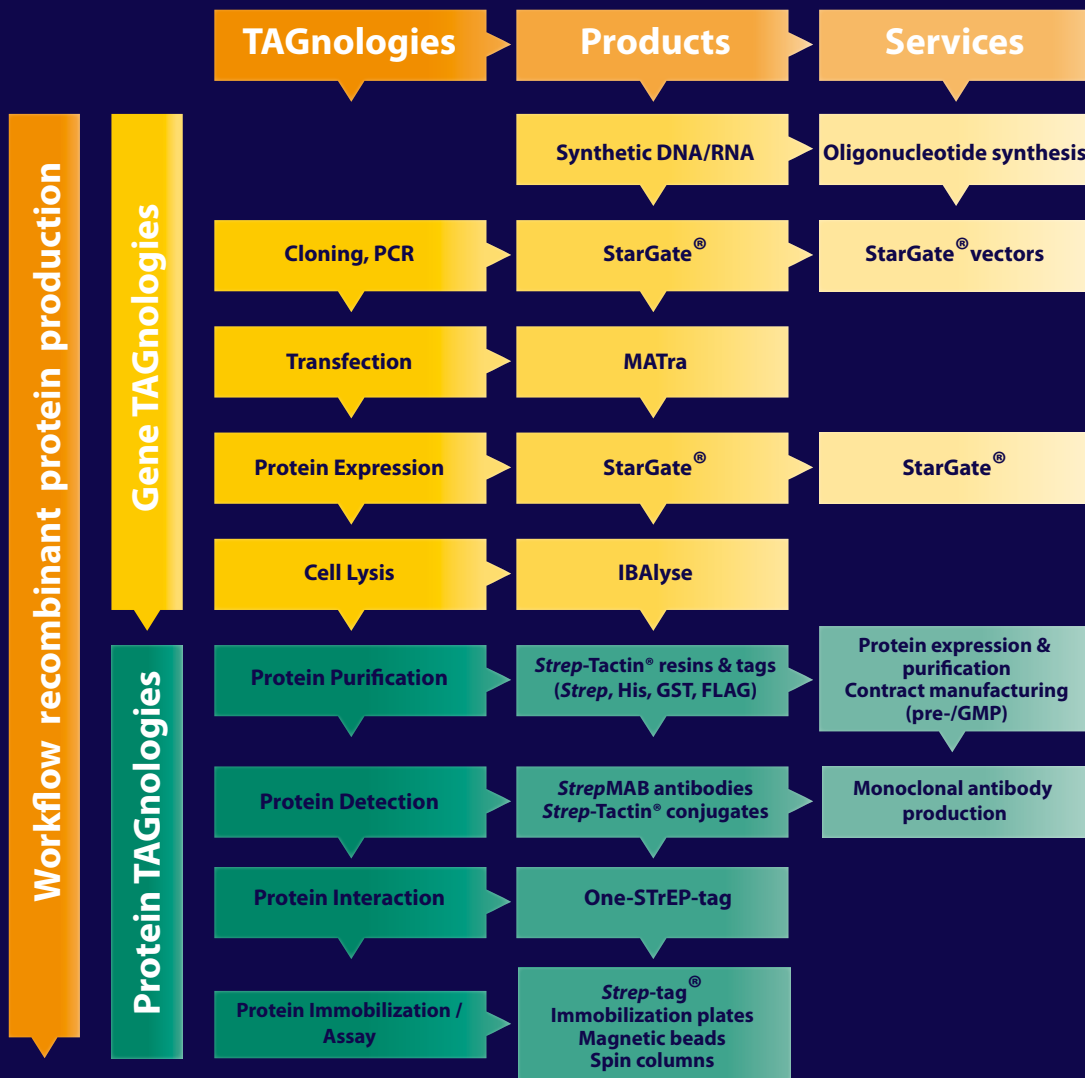 TAGnologies
Products
Services
Workflow recombinant protein production
Gene TAGnologies
Synthetic DNA/RNA
Oligonucleotide synthesis
Cloning, PCR
StarGate®
StarGate® vectors
Transfection
MATra
Protein Expression
StarGate®
StarGate®
Cell Lysis
IBAlyse
Protein TAGnologies
Protein Purification
Strep-Tactin® resins & tags
(Strep, His, GST, FLAG)
Protein expression &
purification
Contract manufacturing
(pre-/GMP)
Protein Detection
StrepMAB antibodies
Strep-Tactin® conjugates
Monoclonal antibody
production
Protein Interaction
One-STrEP-tag
Protein Immobilization /
Assay
Strep-tag®
Immobilization plates
Magnetic beads
Spin columns